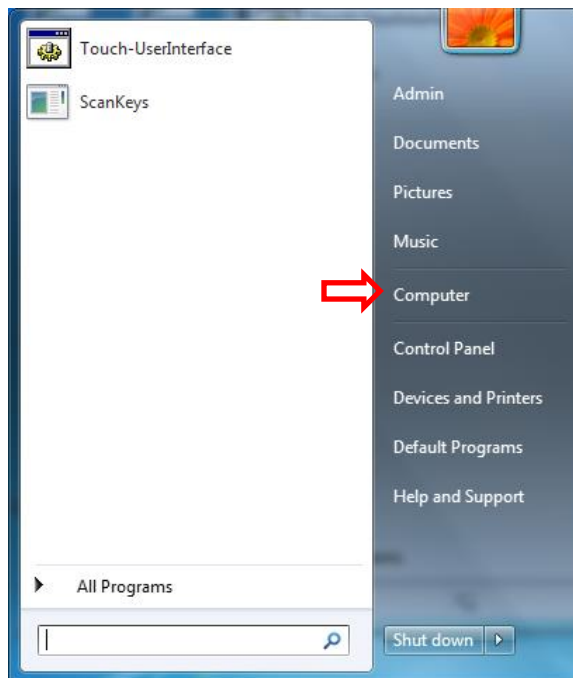 Touch-UserInterface
ScanKeys
All Programs
Admin
Documents
Pictures
Music
Computer
Control Panel
Devices and Printers
Default Programs
Help and Support
Shut down